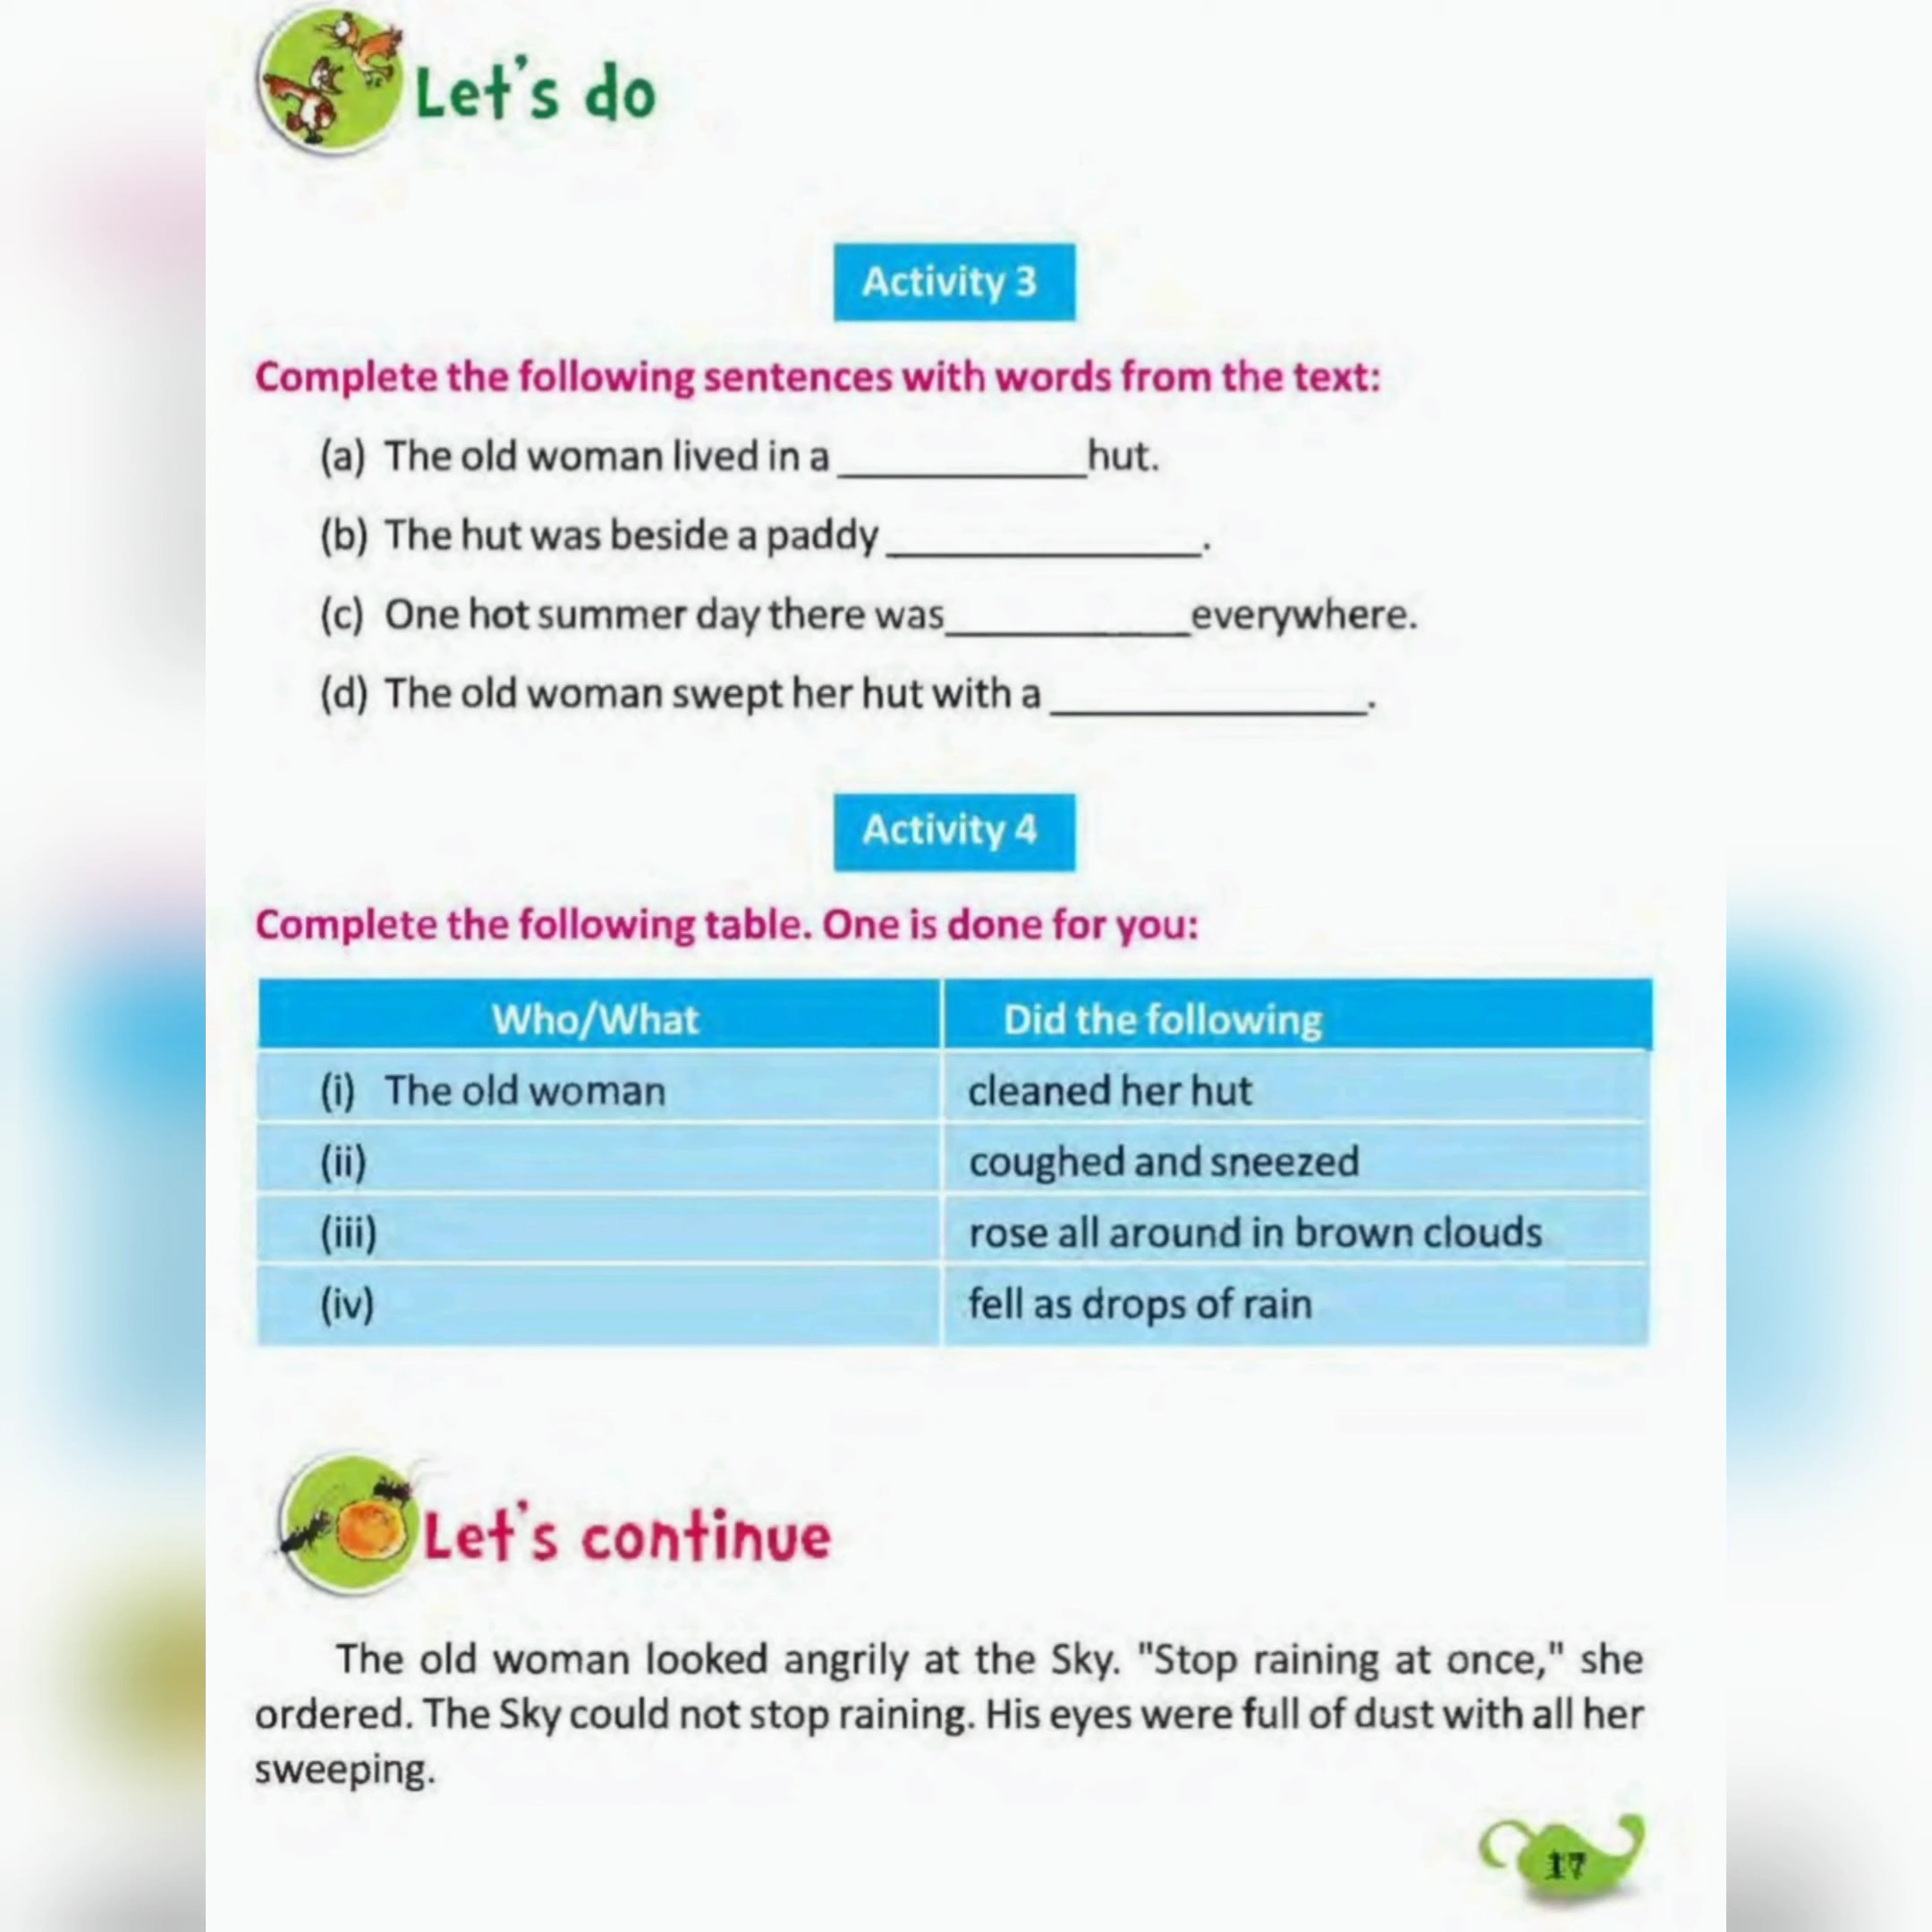 Let's do
Activity 3
Complete the following sentences with words from the text:
(a) The old woman lived in a ____________ hut.
(b) The hut was beside a paddy _______________.
(c) One hot summer day there was____________everywhere.
(d) The old woman swept her hut with a _______________.
Activity 4
Complete the following table. One is done for you:
Who/What Did the following
(i) The old woman cleaned her hut
(ii) coughed and sneezed
(iii) rose all around in brown clouds
(iv) fell as drops of rain
Let's continue
The old woman looked angrily at the Sky. "Stop raining at once," she
ordered. The Sky could not stop raining. His eyes were full of dust with all her
sweeping.
17